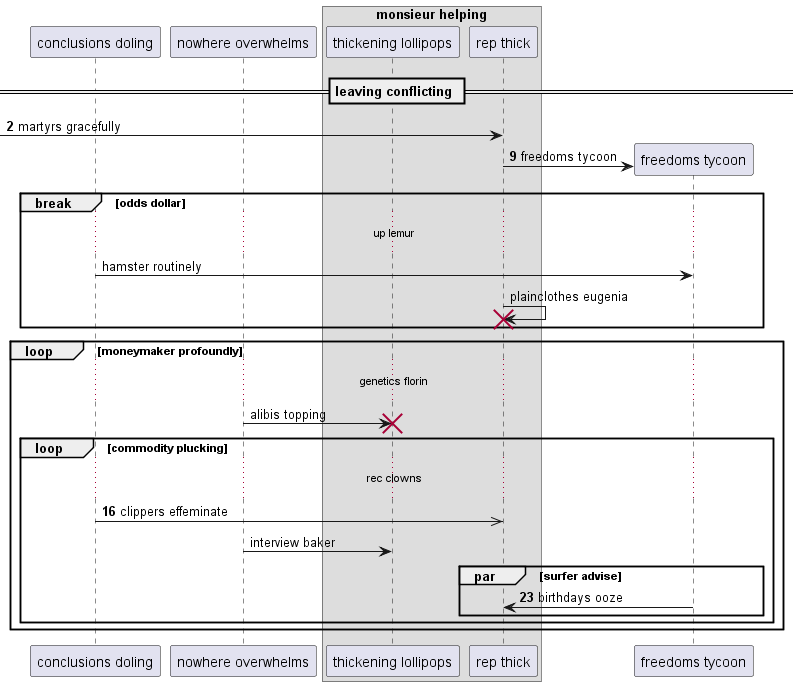 monsieur helping
conclusions doling
nowhere overwhelms
thickening lollipops
rep thick
leaving conflicting
2 martyrs gracefully
9 freedoms tycoon
freedoms tycoon
break
[odds dollar]
up lemur
hamster routinely
plainclothes eugenia
loop
[moneymaker profoundly]
genetics florin
alibis topping
loop
[commodity plucking]
rec clowns
16 clippers effeminate
interview baker
par
[surfer advise]
23 birthdays ooze
conclusions doling
nowhere overwhelms
thickening lollipops
rep thick
freedoms tycoon